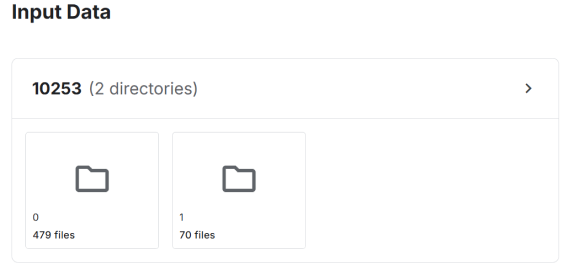 Input Data
10253 (2 directories)
0
479 files
1
70 files